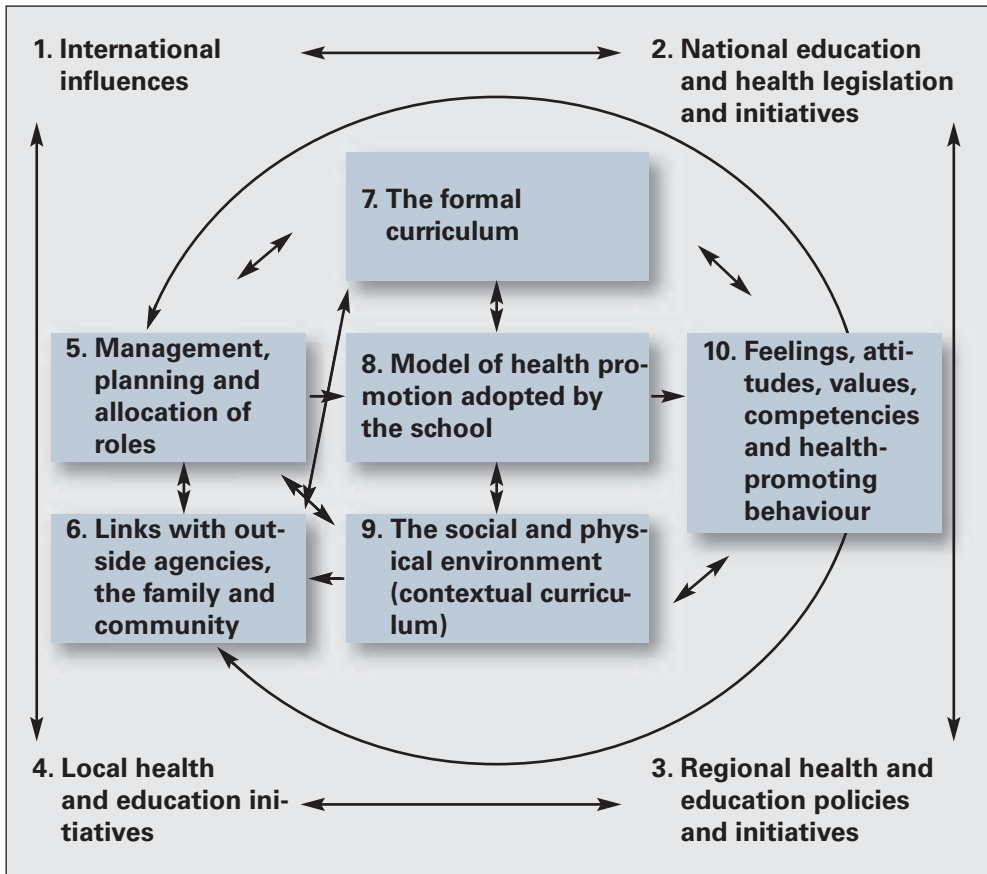 1. International
influences
2. National education
and health legislation
and initiatives
7. The formal
curriculum
5. Management,
planning and
allocation of
roles
8. Model of health pro-
motion adopted by
the school
10. Feelings, atti-
tudes, values,
competencies
and health-
promoting
behaviour
6. Links with out-
side agencies,
the family and
community
9. The social and phys-
ical environment
(contextual curricu-
lum)
4. Local health
and education ini-
tiatives
3. Regional health and
education policies
and initiatives